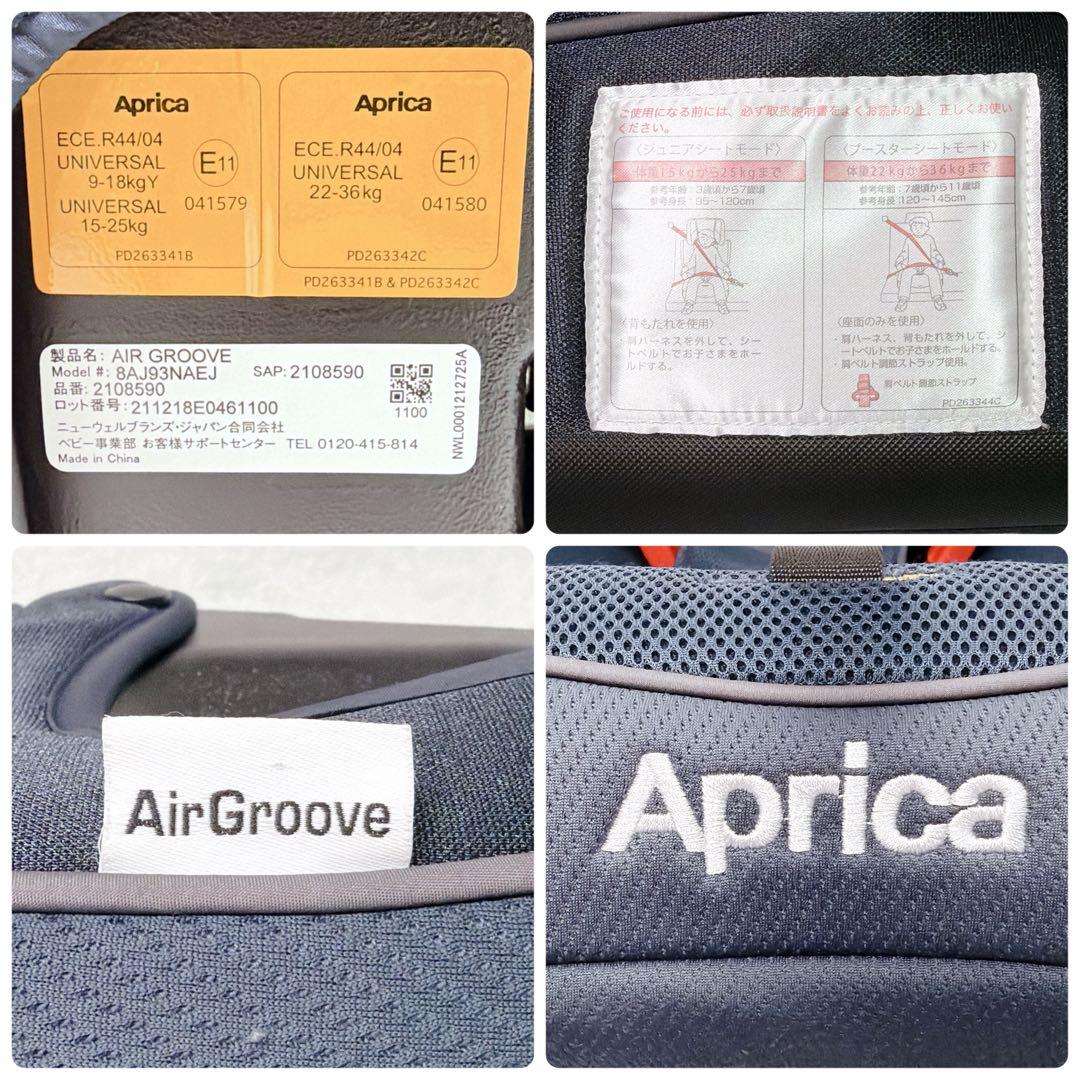 Aprica
ECE.R44/04
UNIVERSAL
9-18kgY
UNIVERSAL
15-25kg
E11
041579
PD263341B
Aprica
ECE.R44/04
UNIVERSAL
22-36kg
E11
041580
PD263342C
PD263341B & PD263342C
製品名: AIR GROOVE
Model #: 8AJ93NAEJ SAP: 2108590
品番: 2108590
ロット番号: 211218E0461100
ニューウェルブランズ・ジャパン合同会社
ベビー事業部 お客様サポートセンター TEL 0120-415-814
Made in China
1100
NWL0001212725A
ご使用になる前には、必ず取扱説明書をよくお読みの上、正しくお使い
ください。
〈ジュニアシートモード〉
体重15kgから25kgまで
参考年齢：3歳頃から7歳頃
参考身長：95〜120cm
〈背もたれを使用〉
・肩ハーネスを外して、シー
トベルトでお子さまをホー
ルドする。
〈ブースターシートモード〉
体重22kgから36kgまで
参考年齢：7歳頃から11歳頃
参考身長：120〜145cm
〈座面のみを使用〉
・肩ハーネス、背もたれを外して、シ
ートベルトでお子さまをホールドする。
・肩ベルト調節ストラップ使用。
肩ベルト調節ストラップ
PD263344C
AirGroove
Aprica